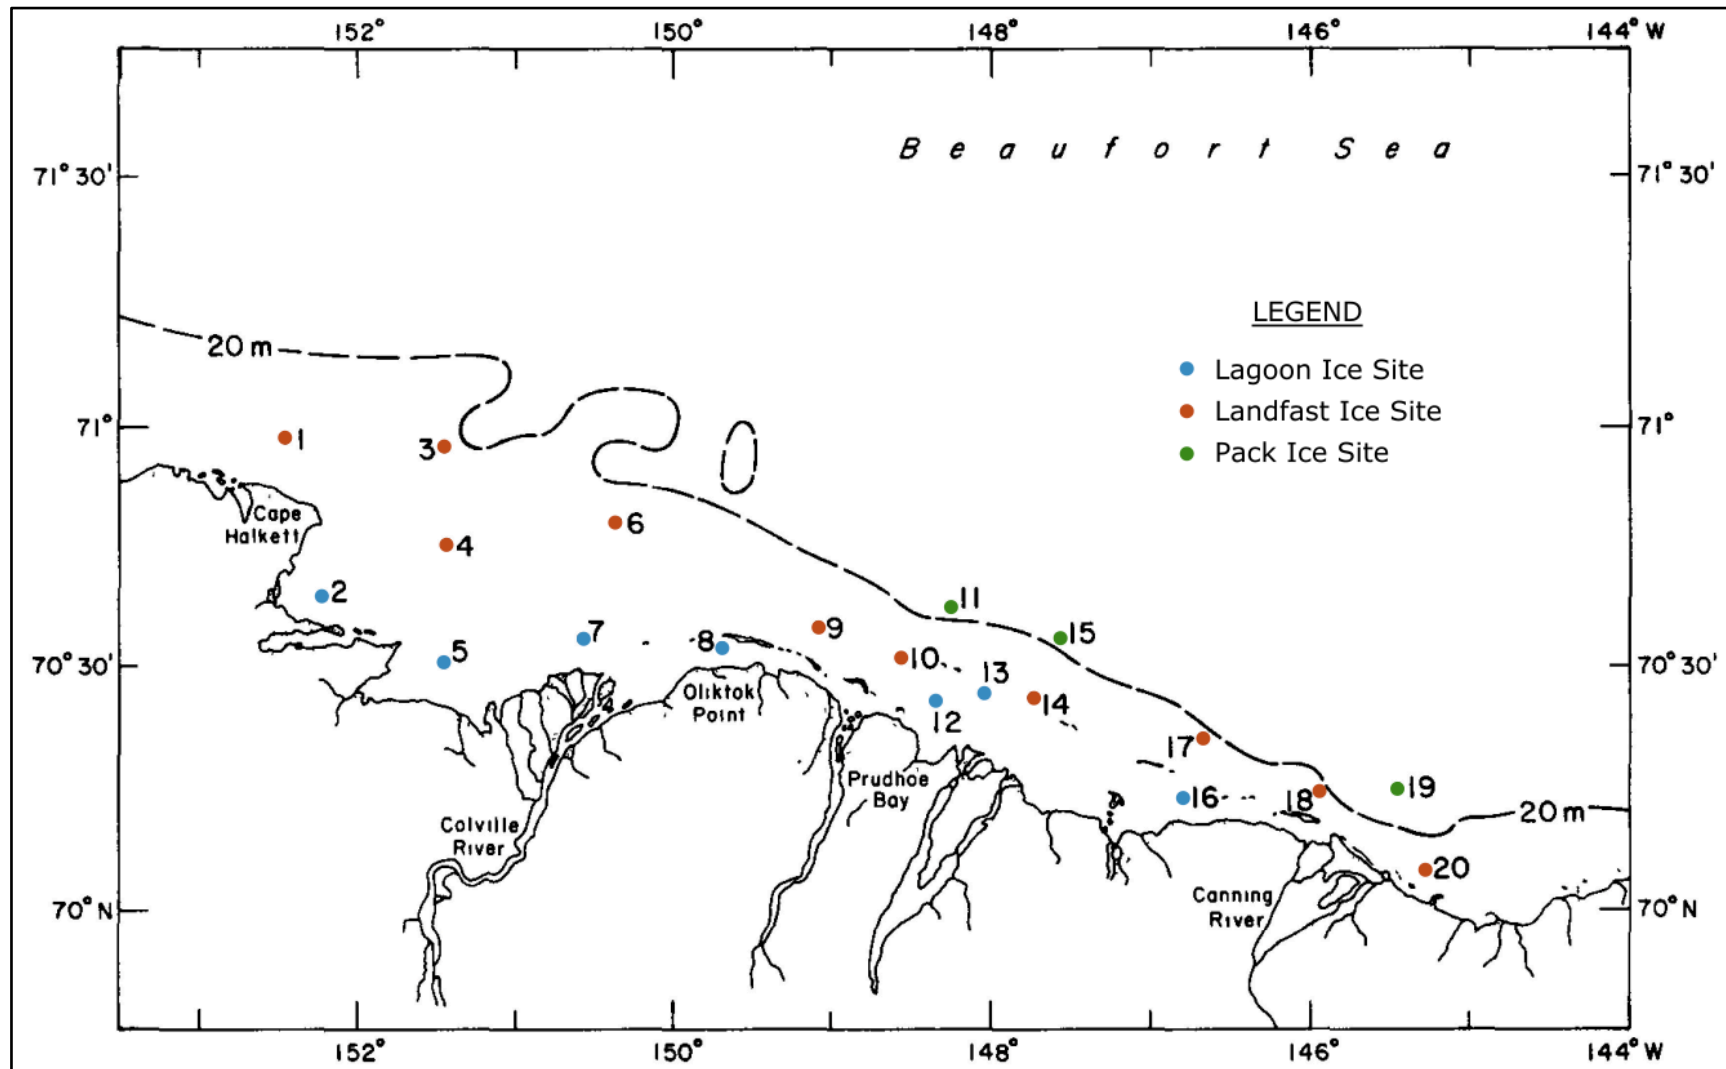 152° 150° 148° 146° 144° W
Beaufort Sea
71° 30' 71° 30'
LEGEND
20 m
Lagoon Ice Site
Landfast Ice Site
Pack Ice Site
71° 71°
1
3
Cape
Halkett
6
4
2
11
7
9
15
8
5
10
13
70° 30' 70° 30'
Oliktok
Point
14
12
17
Prudhoe
Bay
16
18
19
20 m
Colville
River
20
Canning
River
70° N 70° N
152° 150° 148° 146° 144° W